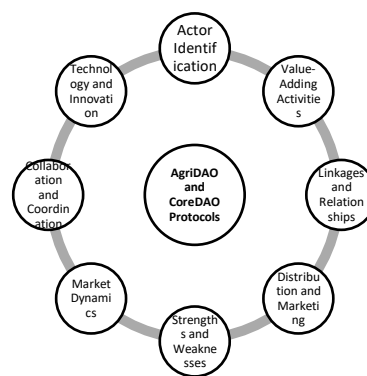 Actor
Identif
ication
Value-
Adding
Activitie
s
Linkages
and
Relation
ships
Distribu
tion and
Marketi
ng
Strength
s and
Weakne
sses
Market
Dynami
cs
Collabor
ation
and
Coordin
ation
Technol
ogy and
Innovati
on
AgriDAO
and
CoreDAO
Protocols